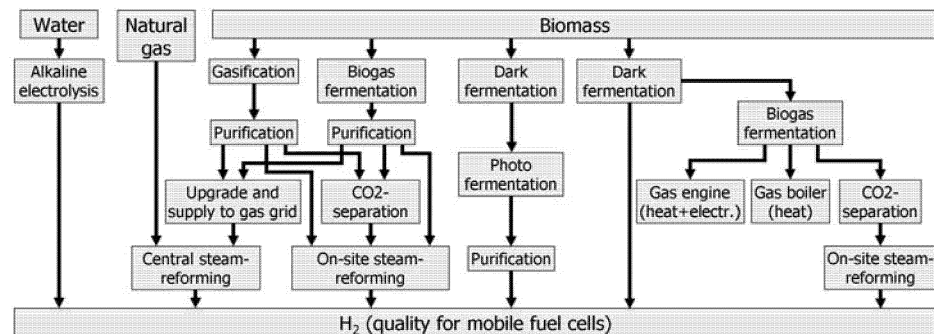 Water
Natural
gas
Biomass
Alkaline
electrolysis
Gasification
Biogas
fermentation
Dark
fermentation
Dark
fermentation
Purification
Purification
Biogas
fermentation
Photo
fermentation
Upgrade and
supply to gas grid
CO2-
separation
Gas engine
(heat+electr.)
Gas boiler
(heat)
CO2-
separation
Central steam-
reforming
On-site steam-
reforming
Purification
On-site steam-
reforming
H₂ (quality for mobile fuel cells)